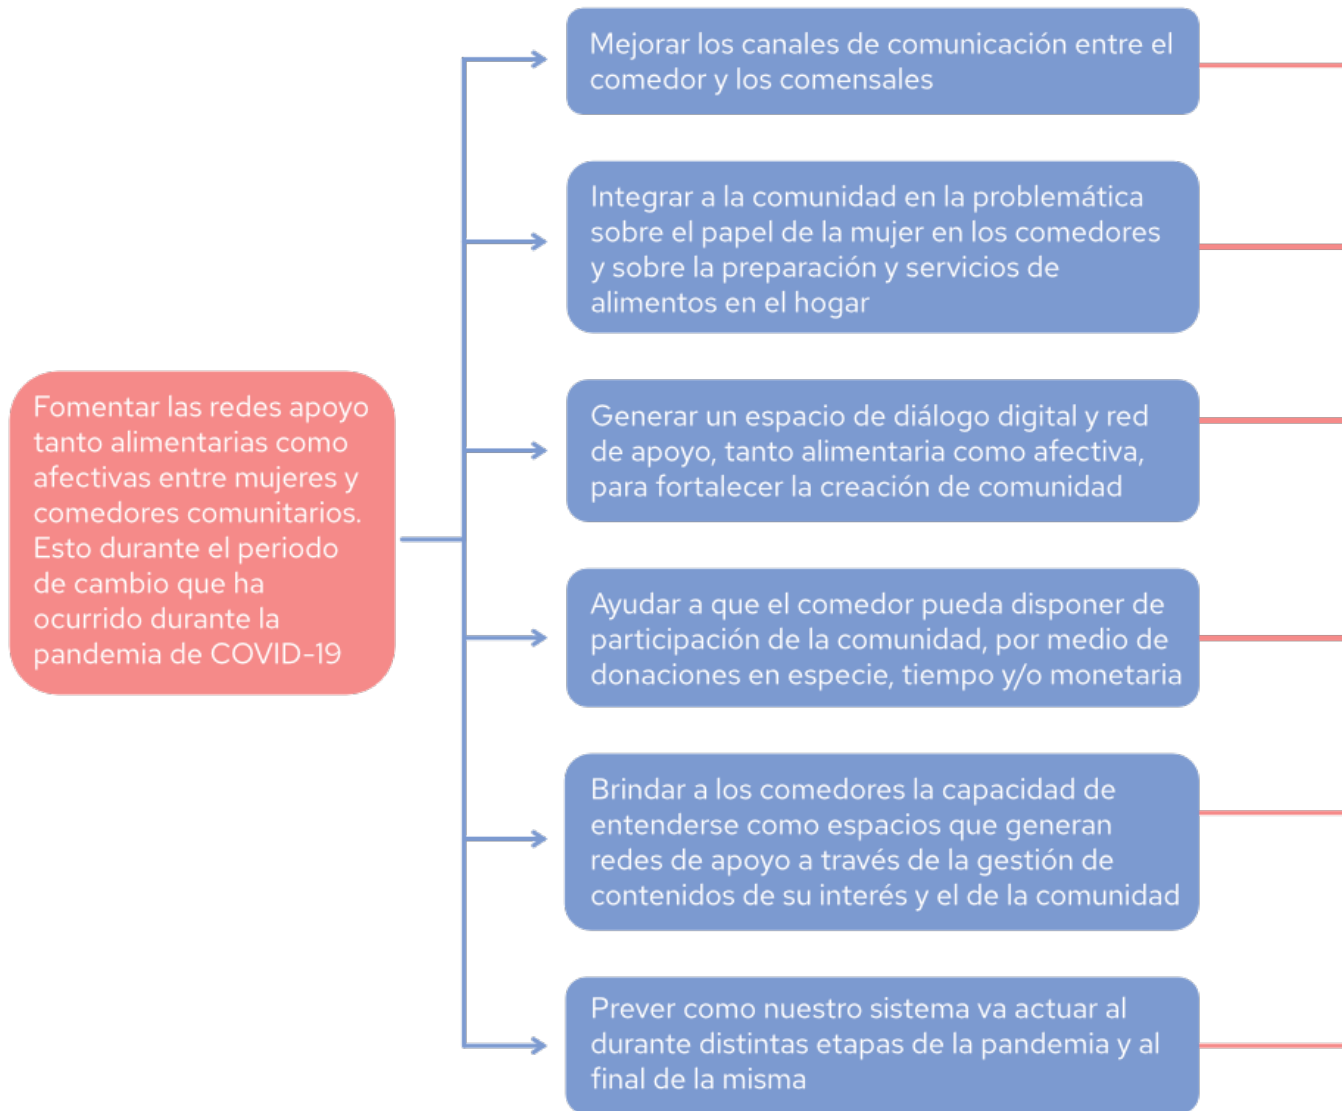 Fomentar las redes apoyo
tanto alimentarias como
afectivas entre mujeres y
comedores comunitarios.
Esto durante el periodo
de cambio que ha
ocurrido durante la
pandemia de COVID-19
Mejorar los canales de comunicación entre el
comedor y los comensales
Integrar a la comunidad en la problemática
sobre el papel de la mujer en los comedores
y sobre la preparación y servicios de
alimentos en el hogar
Generar un espacio de diálogo digital y red
de apoyo, tanto alimentaria como afectiva,
para fortalecer la creación de comunidad
Ayudar a que el comedor pueda disponer de
participación de la comunidad, por medio de
donaciones en especie, tiempo y/o monetaria
Brindar a los comedores la capacidad de
entenderse como espacios que generan
redes de apoyo a través de la gestión de
contenidos de su interés y el de la comunidad
Prever como nuestro sistema va actuar al
durante distintas etapas de la pandemia y al
final de la misma